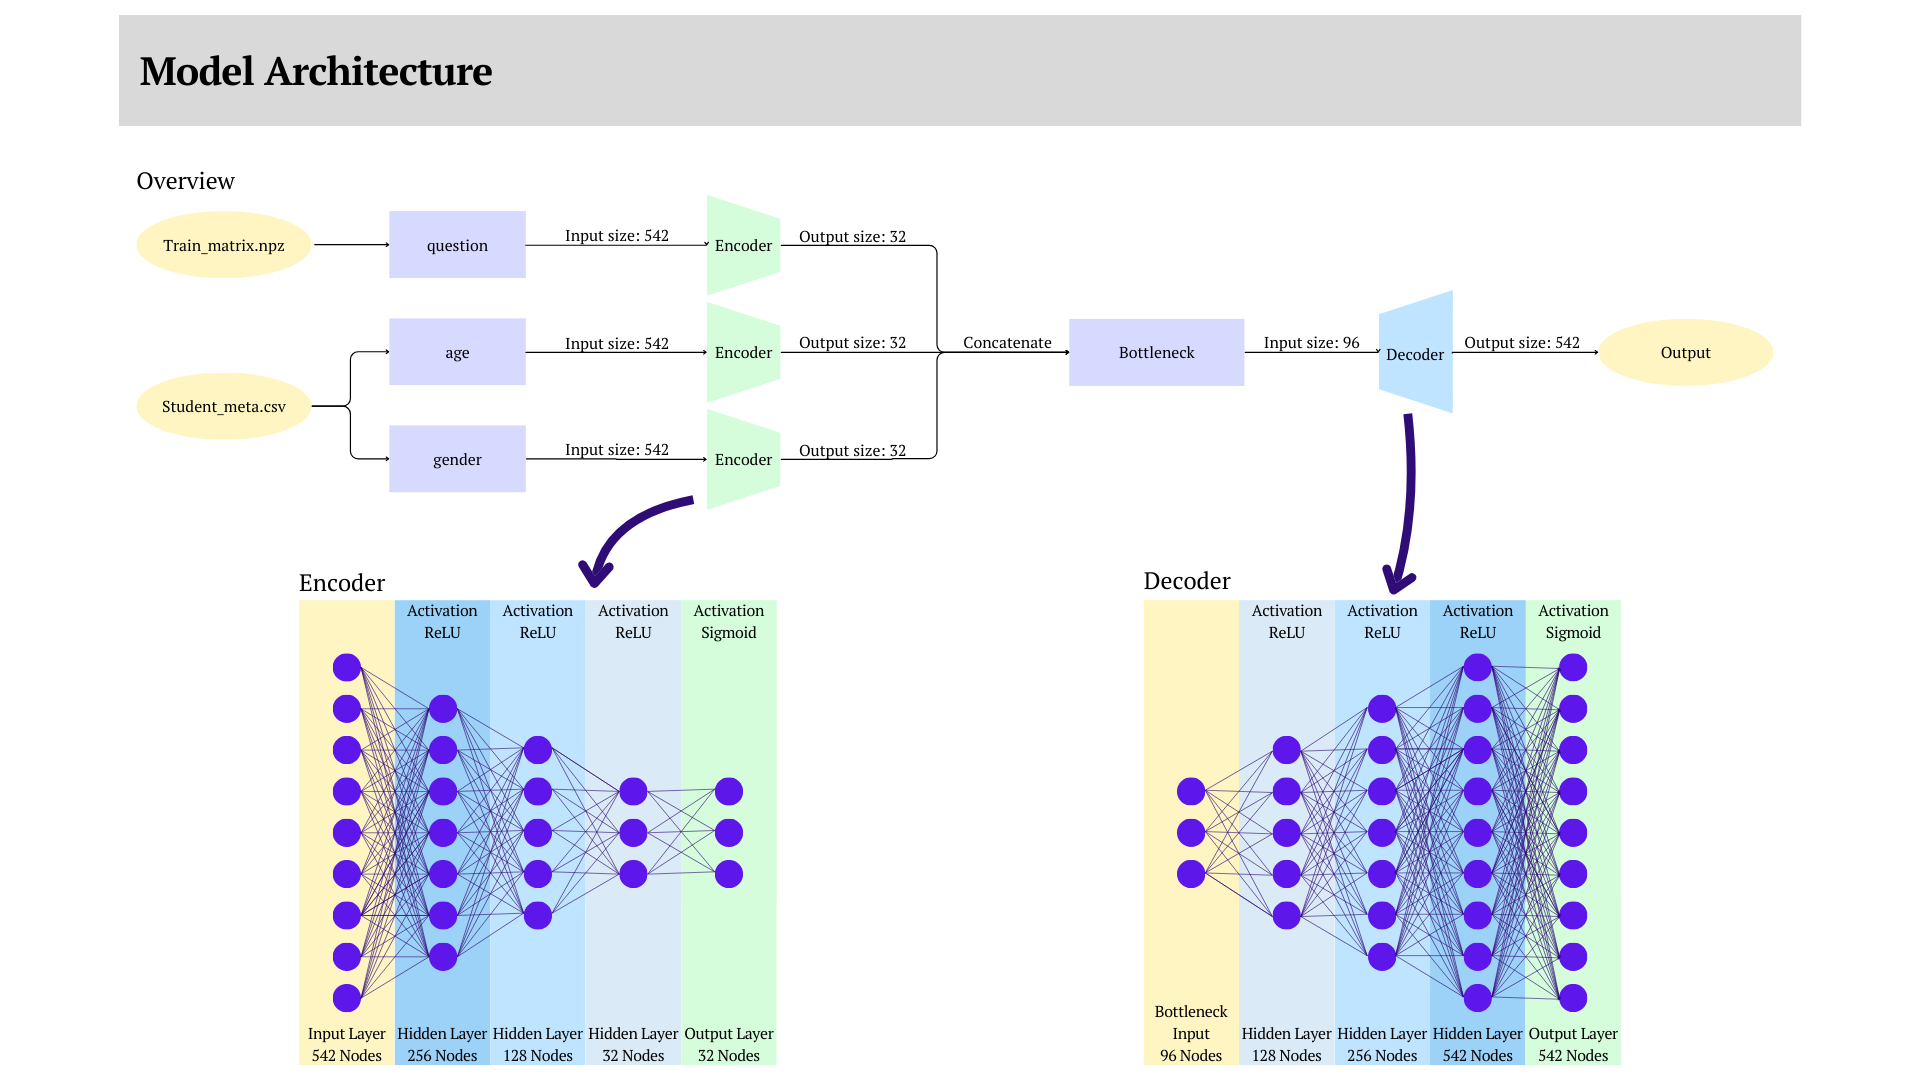 Model Architecture
Overview
Train_matrix.npz
question
Input size: 542
Encoder
Output size: 32
Student_meta.csv
age
Input size: 542
Encoder
Output size: 32
gender
Input size: 542
Encoder
Output size: 32
Concatenate
Bottleneck
Input size: 96
Decoder
Output size: 542
Output
Encoder
Activation
ReLU
Activation
ReLU
Activation
ReLU
Activation
Sigmoid
Input Layer
542 Nodes
Hidden Layer
256 Nodes
Hidden Layer
128 Nodes
Hidden Layer
32 Nodes
Output Layer
32 Nodes
Decoder
Activation
ReLU
Activation
ReLU
Activation
ReLU
Activation
Sigmoid
Bottleneck
Input
96 Nodes
Hidden Layer
128 Nodes
Hidden Layer
256 Nodes
Hidden Layer
542 Nodes
Output Layer
542 Nodes